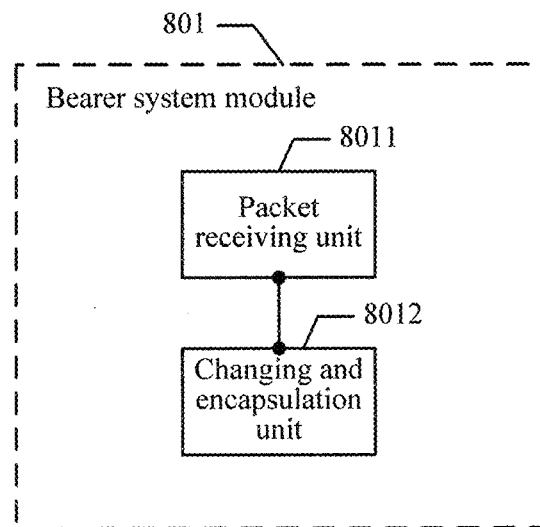 801
Bearer system module
8011
Packet
receiving unit
8012
Changing and
encapsulation
unit